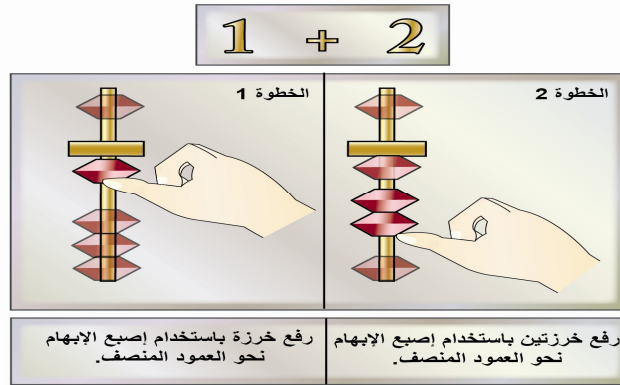 1 + 2
الخطوة 1
الخطوة 2
رفع خرزة باستخدام إصبع الإبهام
نحو العمود المنصف.
رفع خرزتين باستخدام إصبع الإبهام
نحو العمود المنصف.